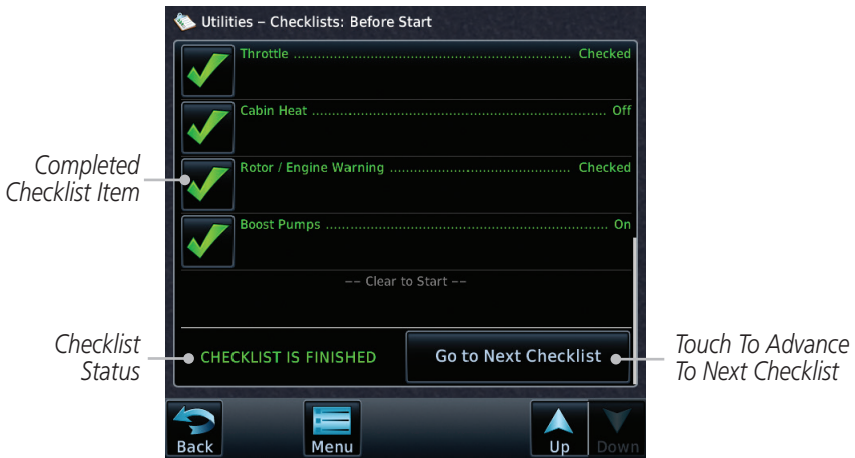 Utilities – Checklists: Before Start
Throttle ................................................................ Checked
Cabin Heat ...................................................................... Off
Completed
Checklist Item
Rotor / Engine Warning ......................................... Checked
Boost Pumps .................................................................. On
-- Clear to Start --
Checklist
Status
CHECKLIST IS FINISHED
Go to Next Checklist
Touch To Advance
To Next Checklist
Back
Menu
Up
Down